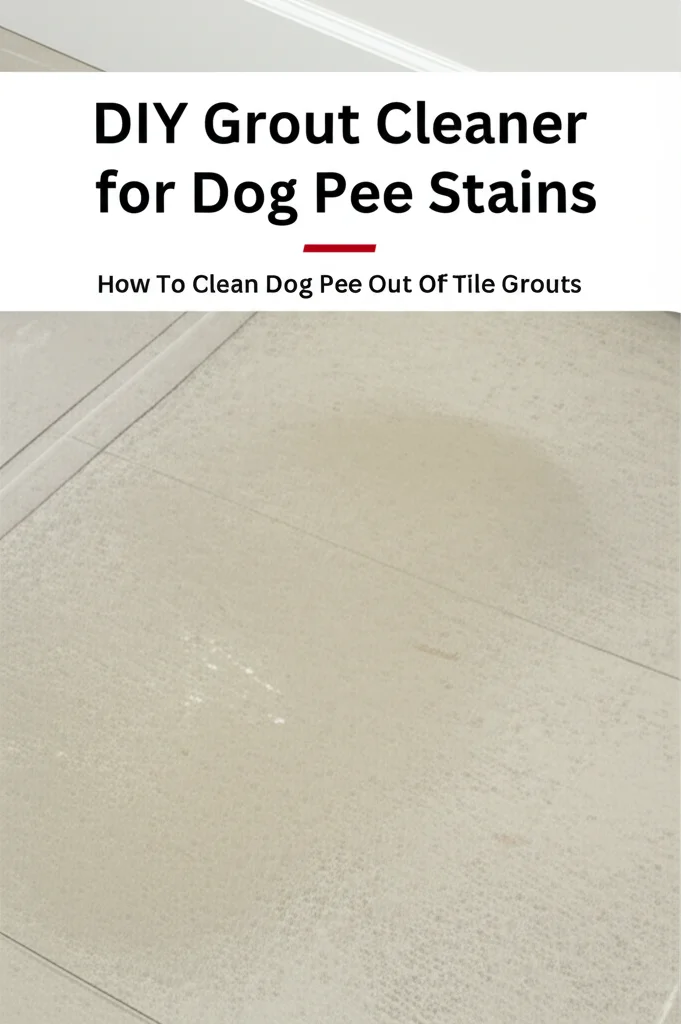 DIY Grout Cleaner
for Dog Pee Stains
How To Clean Dog Pee Out Of Tile Grouts